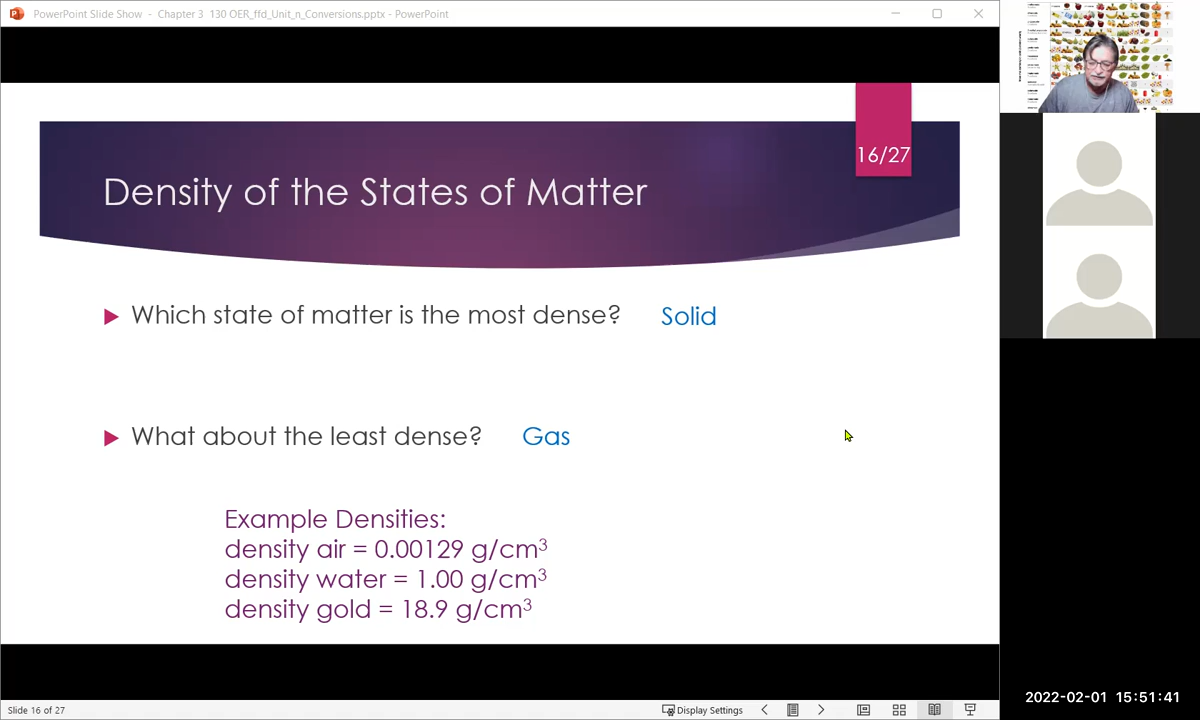 PowerPoint Slide Show - Chapter 3 130 OER_ffd_Unit_n_Conversions.pptx - PowerPoint
16/27
Density of the States of Matter
Which state of matter is the most dense? Solid
What about the least dense? Gas
Example Densities:
density air = 0.00129 g/cm³
density water = 1.00 g/cm³
density gold = 18.9 g/cm³
Slide 16 of 27
Display Settings
2022-02-01 15:51:41